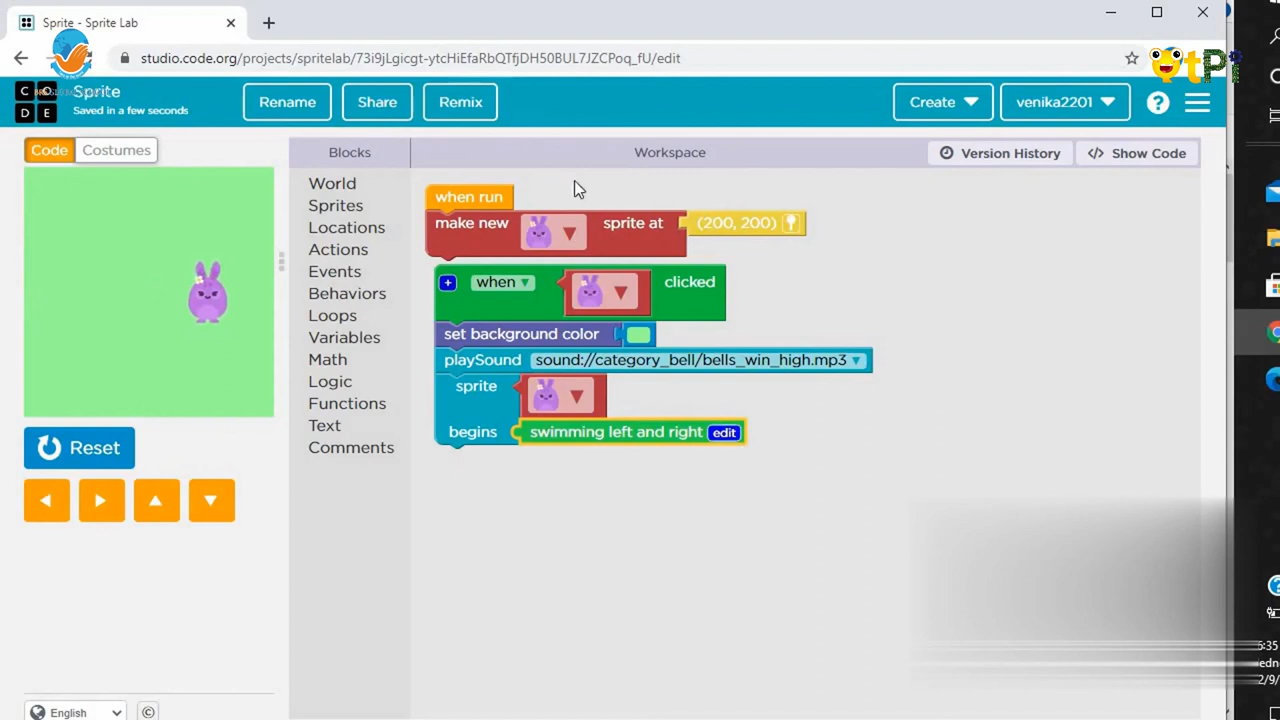 Sprite - Sprite Lab
studio.code.org/projects/spritelab/73i9jLgicgt-ytcHiEfaRbQTfjDH50BUL7JZCPoq_fU/edit
tPi
C O
D E
Sprite
Saved in a few seconds
Rename
Share
Remix
Create
venika2201
?
Code
Costumes
Blocks
Workspace
Version History
</> Show Code
World
Sprites
Locations
Actions
Events
Behaviors
Loops
Variables
Math
Logic
Functions
Text
Comments
when run
make new sprite at (200, 200)
+ when clicked
set background color
playSound sound://category_bell/bells_win_high.mp3
sprite
begins swimming left and right edit
Reset
English
©